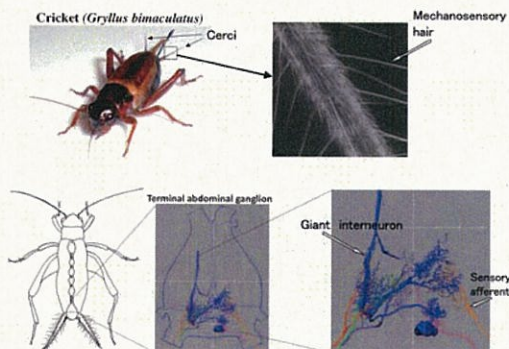 Cricket (Gryllus bimaculatus)
Cerci
Mechanosensory
hair
Terminal abdominal ganglion
Giant interneuron
Sensory
afferent